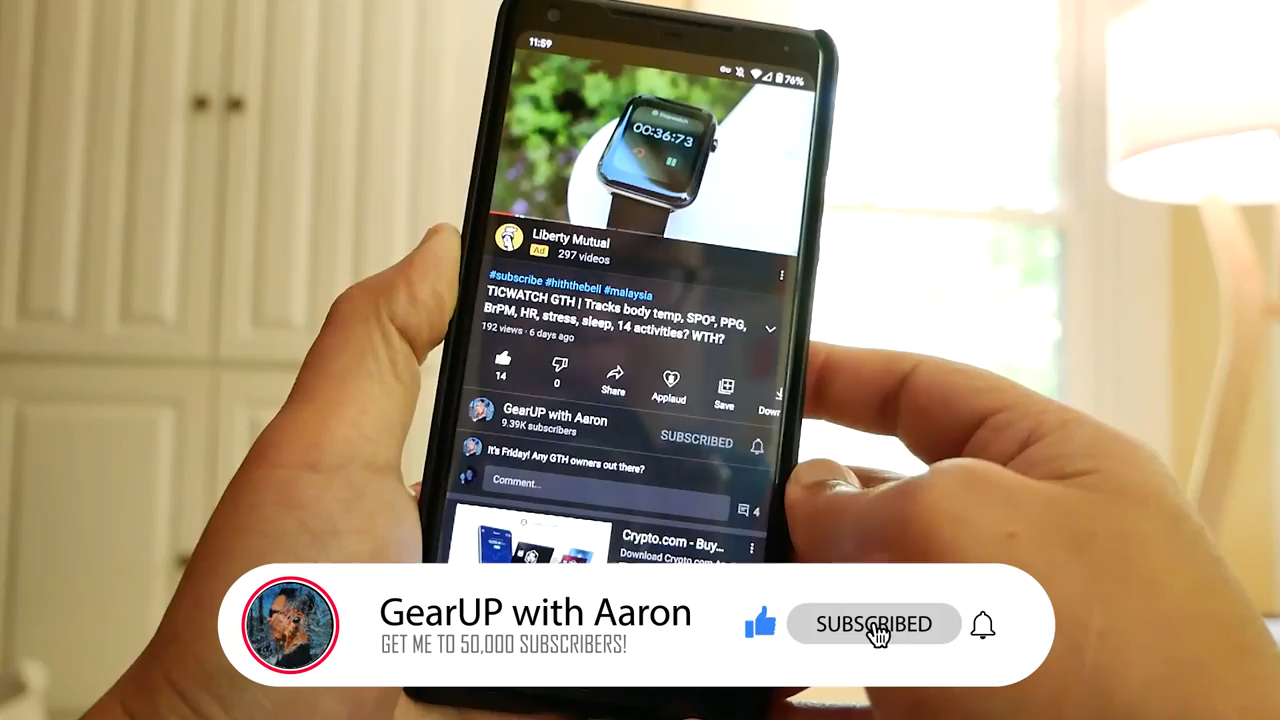 11:59
76%
00:36:73
Liberty Mutual
Ad 297 videos
#subscribe #hiththebell #malaysia
TICWATCH GTH | Tracks body temp, SPO², PPG,
BrPM, HR, stress, sleep, 14 activities? WTH?
192 views · 6 days ago
14
0
Share
Applaud
Save
Down
GearUP with Aaron
9.39K subscribers
SUBSCRIBED
It's Friday! Any GTH owners out there?
Comment...
4
Crypto.com - Buy...
Download Crypto.com
GearUP with Aaron
GET ME TO 50,000 SUBSCRIBERS!
SUBSCRIBED